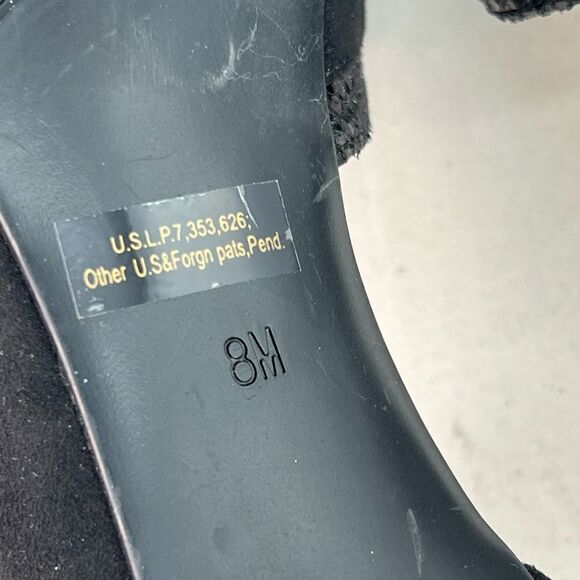 U.S.L.P.7,353,626;
Other U.S&Forgn pats,Pend.
8M